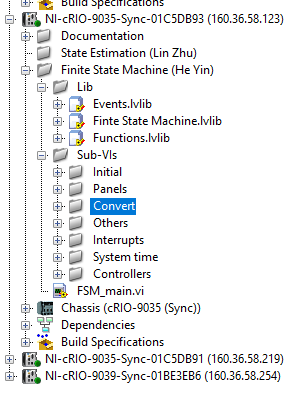 Build Specifications
NI-cRIO-9035-Sync-01C5DB93 (160.36.58.123)
Documentation
State Estimation (Lin Zhu)
Finite State Machine (He Yin)
Lib
Events.lvlib
Finte State Machine.lvlib
Functions.lvlib
Sub-VIs
Initial
Panels
Convert
Others
Interrupts
System time
Controllers
FSM_main.vi
Chassis (cRIO-9035 (Sync))
Dependencies
Build Specifications
NI-cRIO-9035-Sync-01C5DB91 (160.36.58.219)
NI-cRIO-9039-Sync-01BE3EB6 (160.36.58.254)